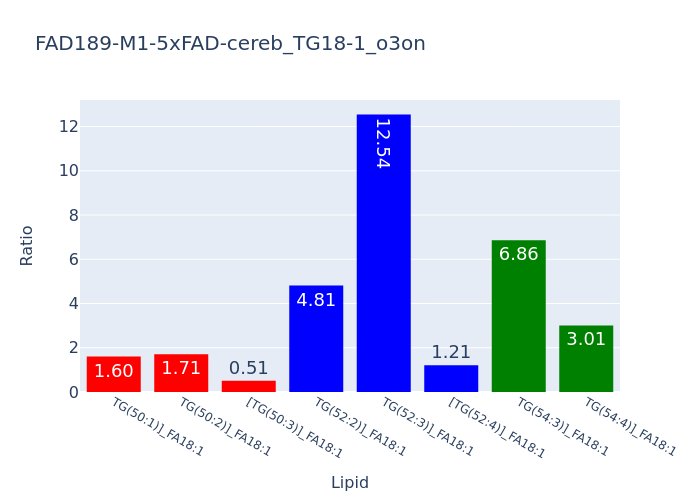 FAD189-M1-5xFAD-cereb_TG18-1_o3on
Ratio
12
10
8
6
4
2
0
1.60
1.71
0.51
4.81
12.54
1.21
6.86
3.01
TG(50:1)]_FA18:1
TG(50:2)]_FA18:1
[TG(50:3)]_FA18:1
TG(52:2)]_FA18:1
TG(52:3)]_FA18:1
[TG(52:4)]_FA18:1
TG(54:3)]_FA18:1
TG(54:4)]_FA18:1
Lipid